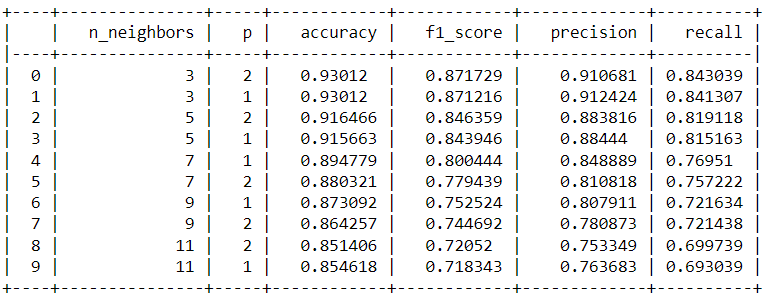 +----+---------------+-----+------------+------------+-------------+----------+
|    |   n_neighbors |   p |   accuracy |   f1_score |   precision |   recall |
|----+---------------+-----+------------+------------+-------------+----------|
|  0 |             3 |   2 |   0.93012  |   0.871729 |    0.910681 | 0.843039 |
|  1 |             3 |   1 |   0.93012  |   0.871216 |    0.912424 | 0.841307 |
|  2 |             5 |   2 |   0.916466 |   0.846359 |    0.883816 | 0.819118 |
|  3 |             5 |   1 |   0.915663 |   0.843946 |    0.88444  | 0.815163 |
|  4 |             7 |   1 |   0.894779 |   0.800444 |    0.848889 | 0.76951  |
|  5 |             7 |   2 |   0.880321 |   0.779439 |    0.810818 | 0.757222 |
|  6 |             9 |   1 |   0.873092 |   0.752524 |    0.807911 | 0.721634 |
|  7 |             9 |   2 |   0.864257 |   0.744692 |    0.780873 | 0.721438 |
|  8 |            11 |   2 |   0.851406 |   0.72052  |    0.753349 | 0.699739 |
|  9 |            11 |   1 |   0.854618 |   0.718343 |    0.763683 | 0.693039 |
+----+---------------+-----+------------+------------+-------------+----------+